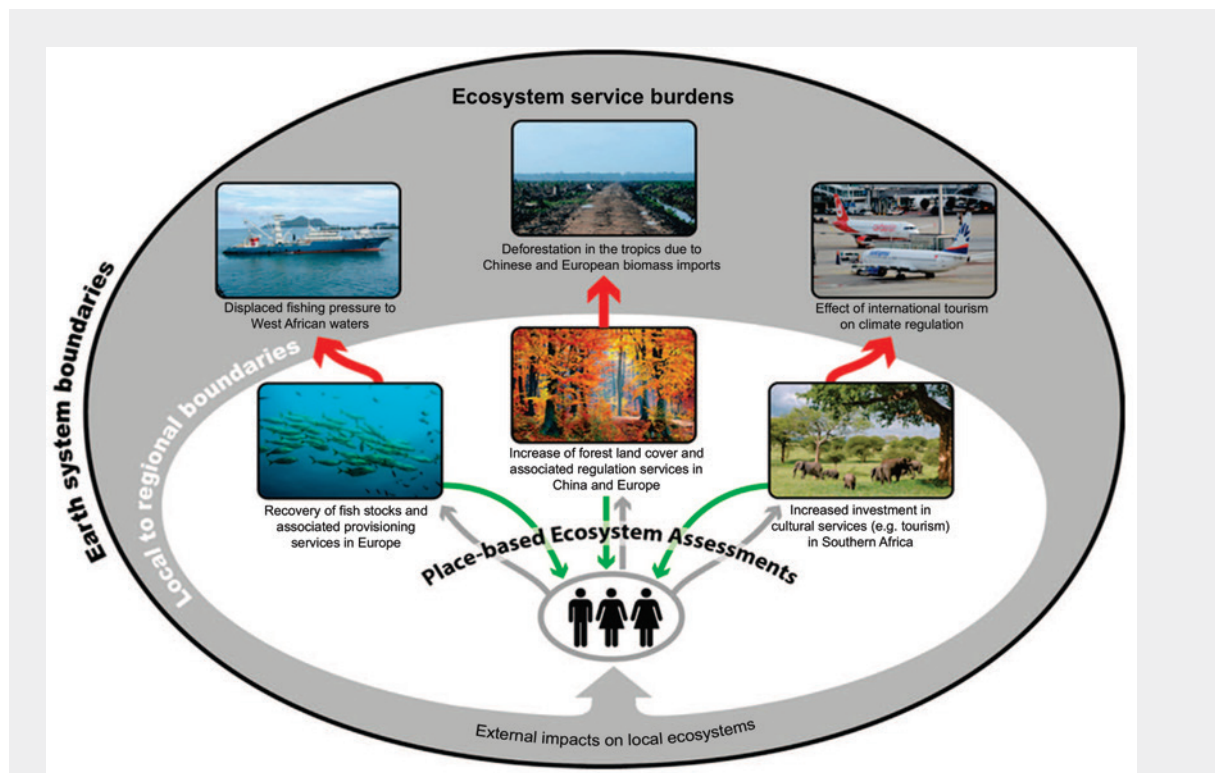 Ecosystem service burdens
Deforestation in the tropics due to
Chinese and European biomass imports
Displaced fishing pressure to
West African waters
Effect of international tourism
on climate regulation
Earth system boundaries
Local to regional boundaries
Increase of forest land cover and
associated regulation services in
China and Europe
Recovery of fish stocks and
associated provisioning
services in Europe
Increased investment in
cultural services (e.g. tourism)
in Southern Africa
Place-based Ecosystem Assessments
External impacts on local ecosystems